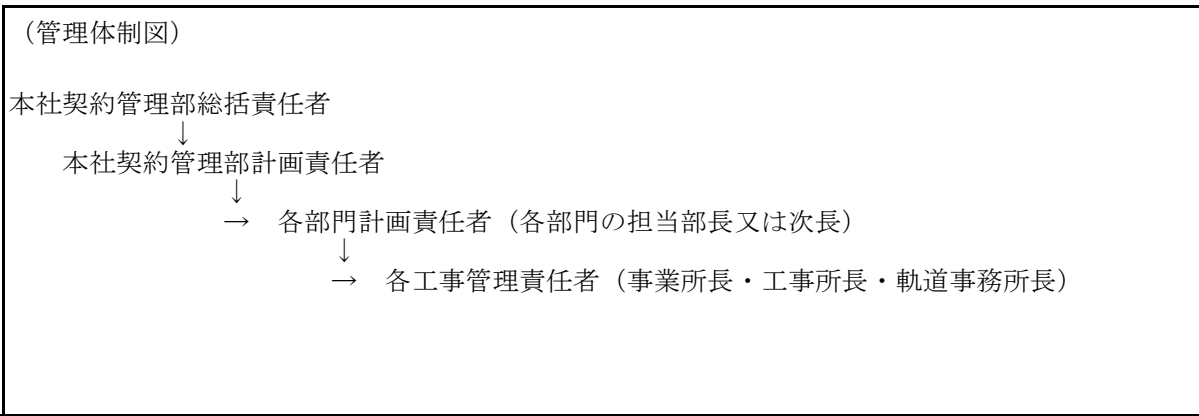 （管理体制図）
本社契約管理部総括責任者
↓
本社契約管理部計画責任者
↓
→　各部門計画責任者（各部門の担当部長又は次長）
↓
→　各工事管理責任者（事業所長・工事所長・軌道事務所長）